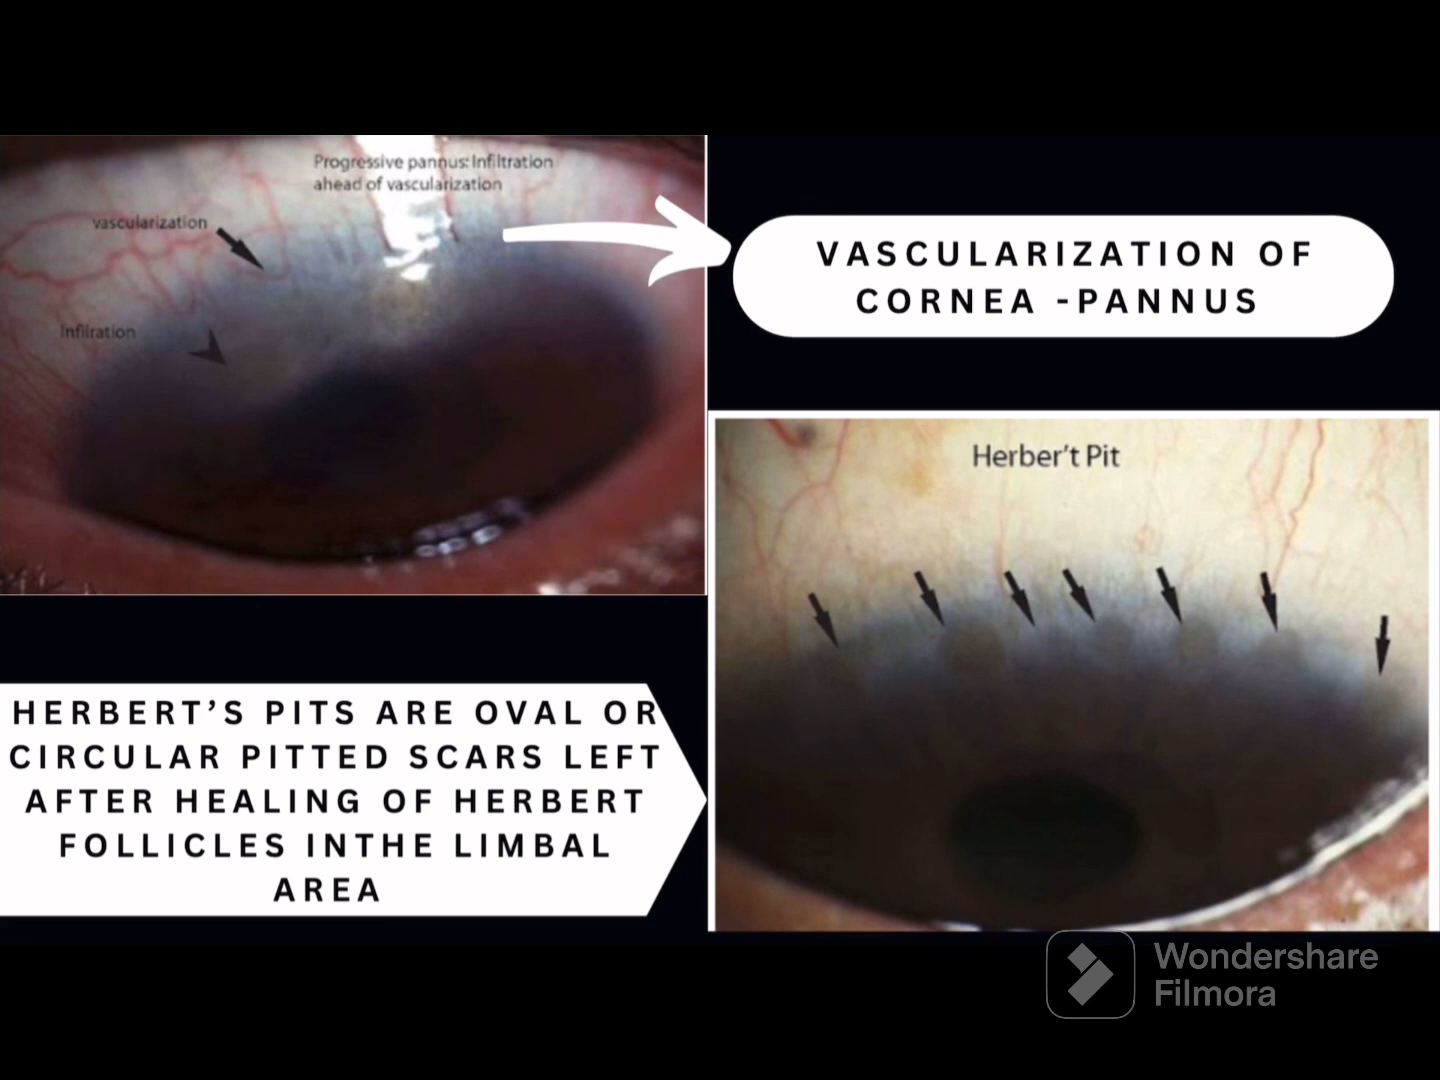 Progressive pannus: Infiltration
ahead of vascularization
vascularization
Infilration
VASCULARIZATION OF
CORNEA -PANNUS
Herber't Pit
HERBERT'S PITS ARE OVAL OR
CIRCULAR PITTED SCARS LEFT
AFTER HEALING OF HERBERT
FOLLICLES INTHE LIMBAL
AREA
Wondershare
Filmora